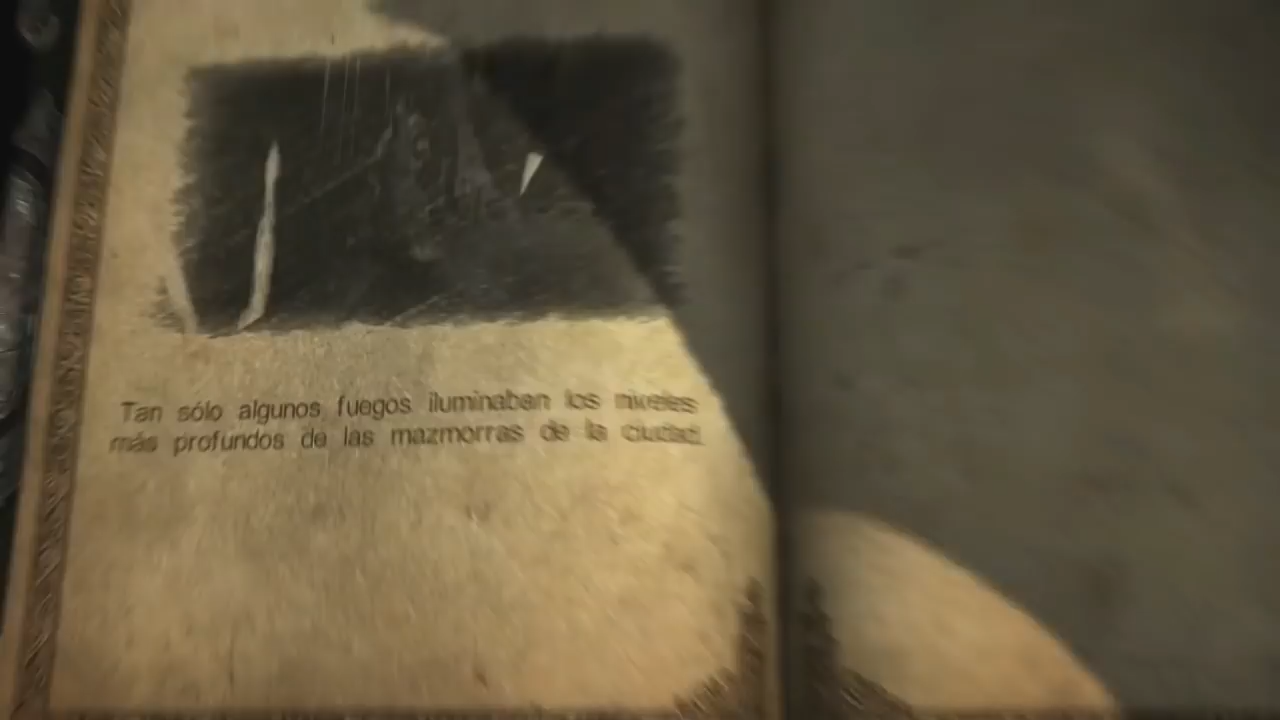 Tan sólo algunos fuegos iluminaban los niveles
más profundos de las mazmorras de la ciudad.